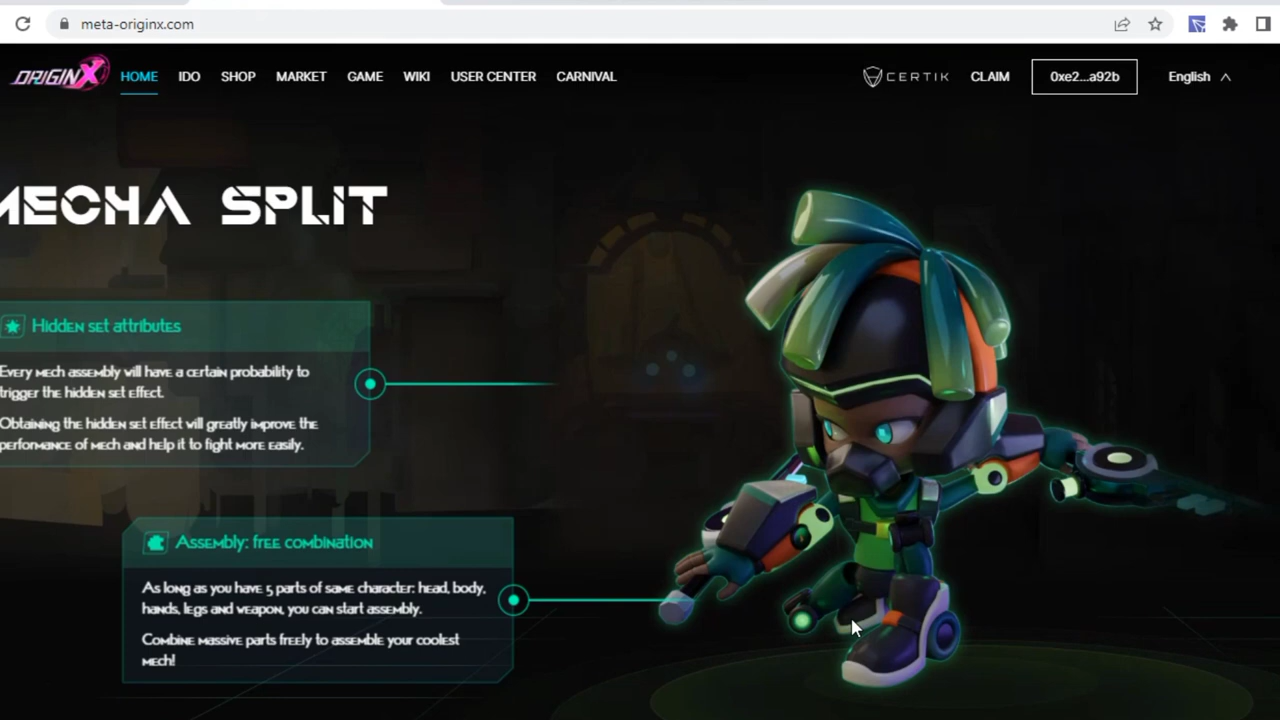 meta-originx.com
ORIGINX HOME IDO SHOP MARKET GAME WIKI USER CENTER CARNIVAL CERTIK CLAIM 0xe2...a92b English
MECHA SPLIT
Hidden set attributes
Every mech assembly will have a certain probability to
trigger the hidden set effect.
Obtaining the hidden set effect will greatly improve the
performance of mech and help it to fight more easily.
Assembly: free combination
As long as you have 5 parts of same character: head, body,
hands, legs and weapon, you can start assembly.
Combine massive parts freely to assemble your coolest
mech!